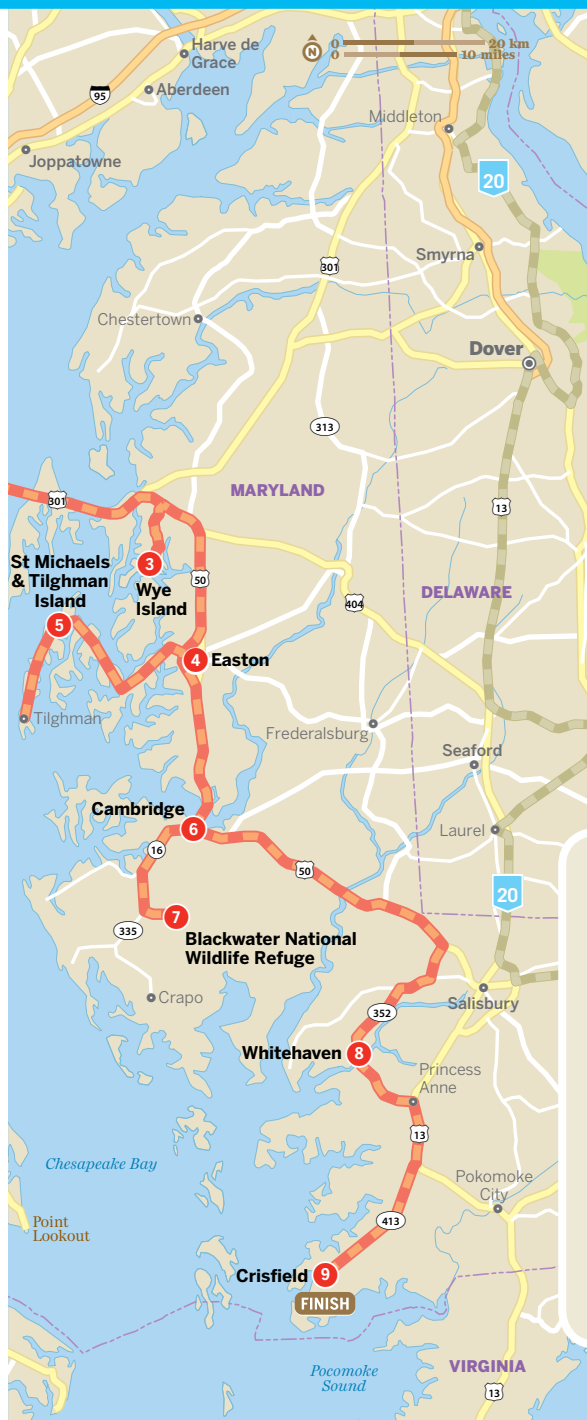 Harve de
Grace
N
0
20 km
0
10 miles
95
Aberdeen
Middleton
Joppatowne
20
Smyrna
301
Chestertown
Dover
313
MARYLAND
301
13
St Michaels
& Tilghman
Island
3
Wye
Island
50
DELAWARE
404
5
4
Easton
Tilghman
Frederalsburg
Seaford
Cambridge
6
Laurel
16
50
20
7
335
Blackwater National
Wildlife Refuge
Crapo
Salisbury
352
Whitehaven
8
Princess
Anne
13
Chesapeake Bay
Pokomoke
City
Point
Lookout
413
Crisfield
9
FINISH
Pocomoke
Sound
VIRGINIA
13